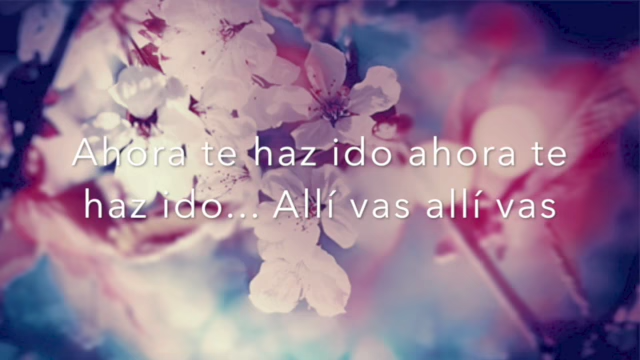 Ahora te haz ido ahora te
haz ido... Allí vas allí vas